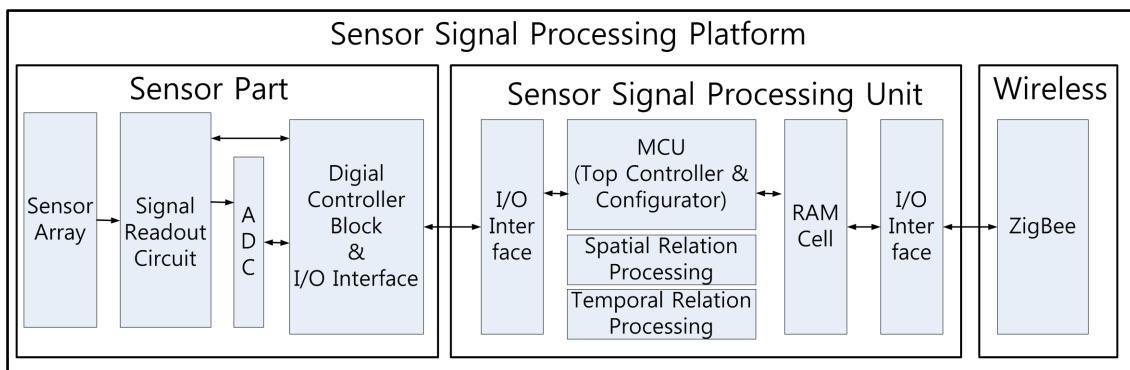 Sensor Signal Processing Platform
Sensor Part
Sensor
Array
Signal
Readout
Circuit
A
D
C
Digial
Controller
Block
&
I/O Interface
Sensor Signal Processing Unit
I/O
Inter
face
MCU
(Top Controller &
Configurator)
Spatial Relation
Processing
Temporal Relation
Processing
RAM
Cell
I/O
Inter
face
Wireless
ZigBee